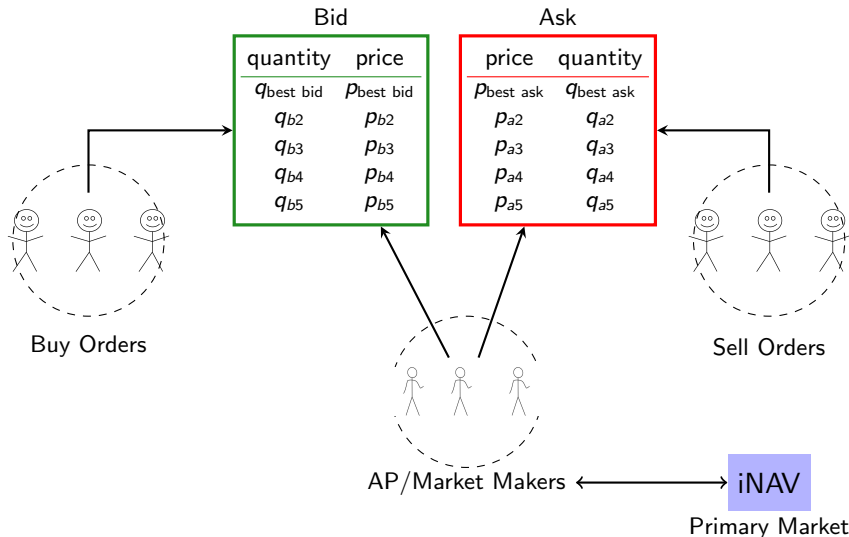 Bid Ask
quantity price price quantity
q_best bid p_best bid p_best ask q_best ask
q_b2 p_b2 p_a2 q_a2
q_b3 p_b3 p_a3 q_a3
q_b4 p_b4 p_a4 q_a4
q_b5 p_b5 p_a5 q_a5
Buy Orders Sell Orders
AP/Market Makers
iNAV
Primary Market